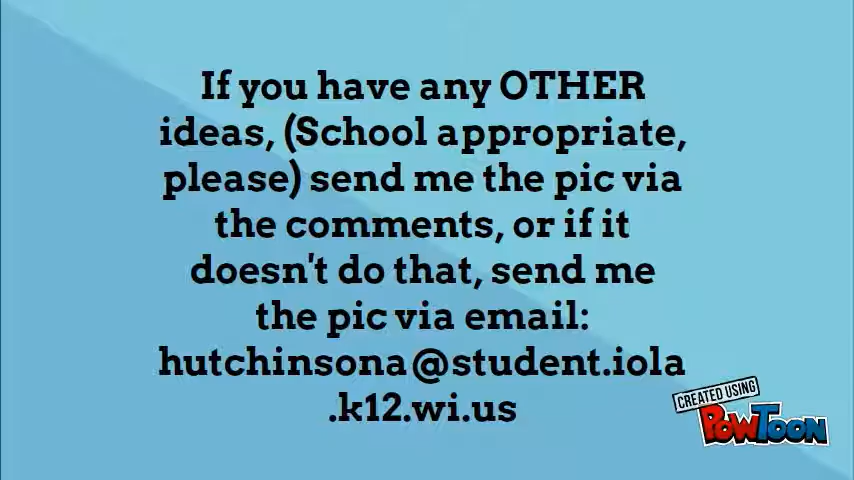 If you have any OTHER
ideas, (School appropriate,
please) send me the pic via
the comments, or if it
doesn't do that, send me
the pic via email:
hutchinsona@student.iola
.k12.wi.us
CREATED USING
POWTOON